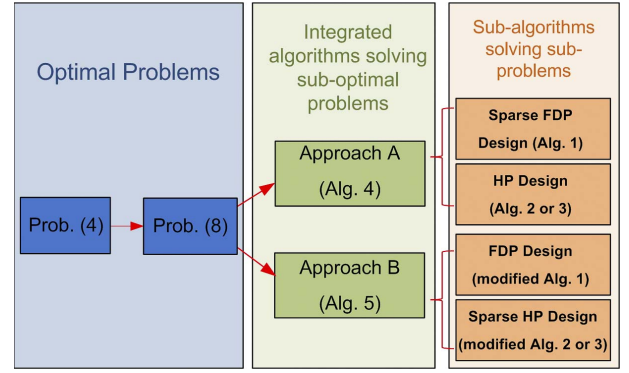 Optimal Problems
Prob. (4)
Prob. (8)
Integrated
algorithms solving
sub-optimal
problems
Approach A
(Alg. 4)
Approach B
(Alg. 5)
Sub-algorithms
solving sub-
problems
Sparse FDP
Design (Alg. 1)
HP Design
(Alg. 2 or 3)
FDP Design
(modified Alg. 1)
Sparse HP Design
(modified Alg. 2 or 3)